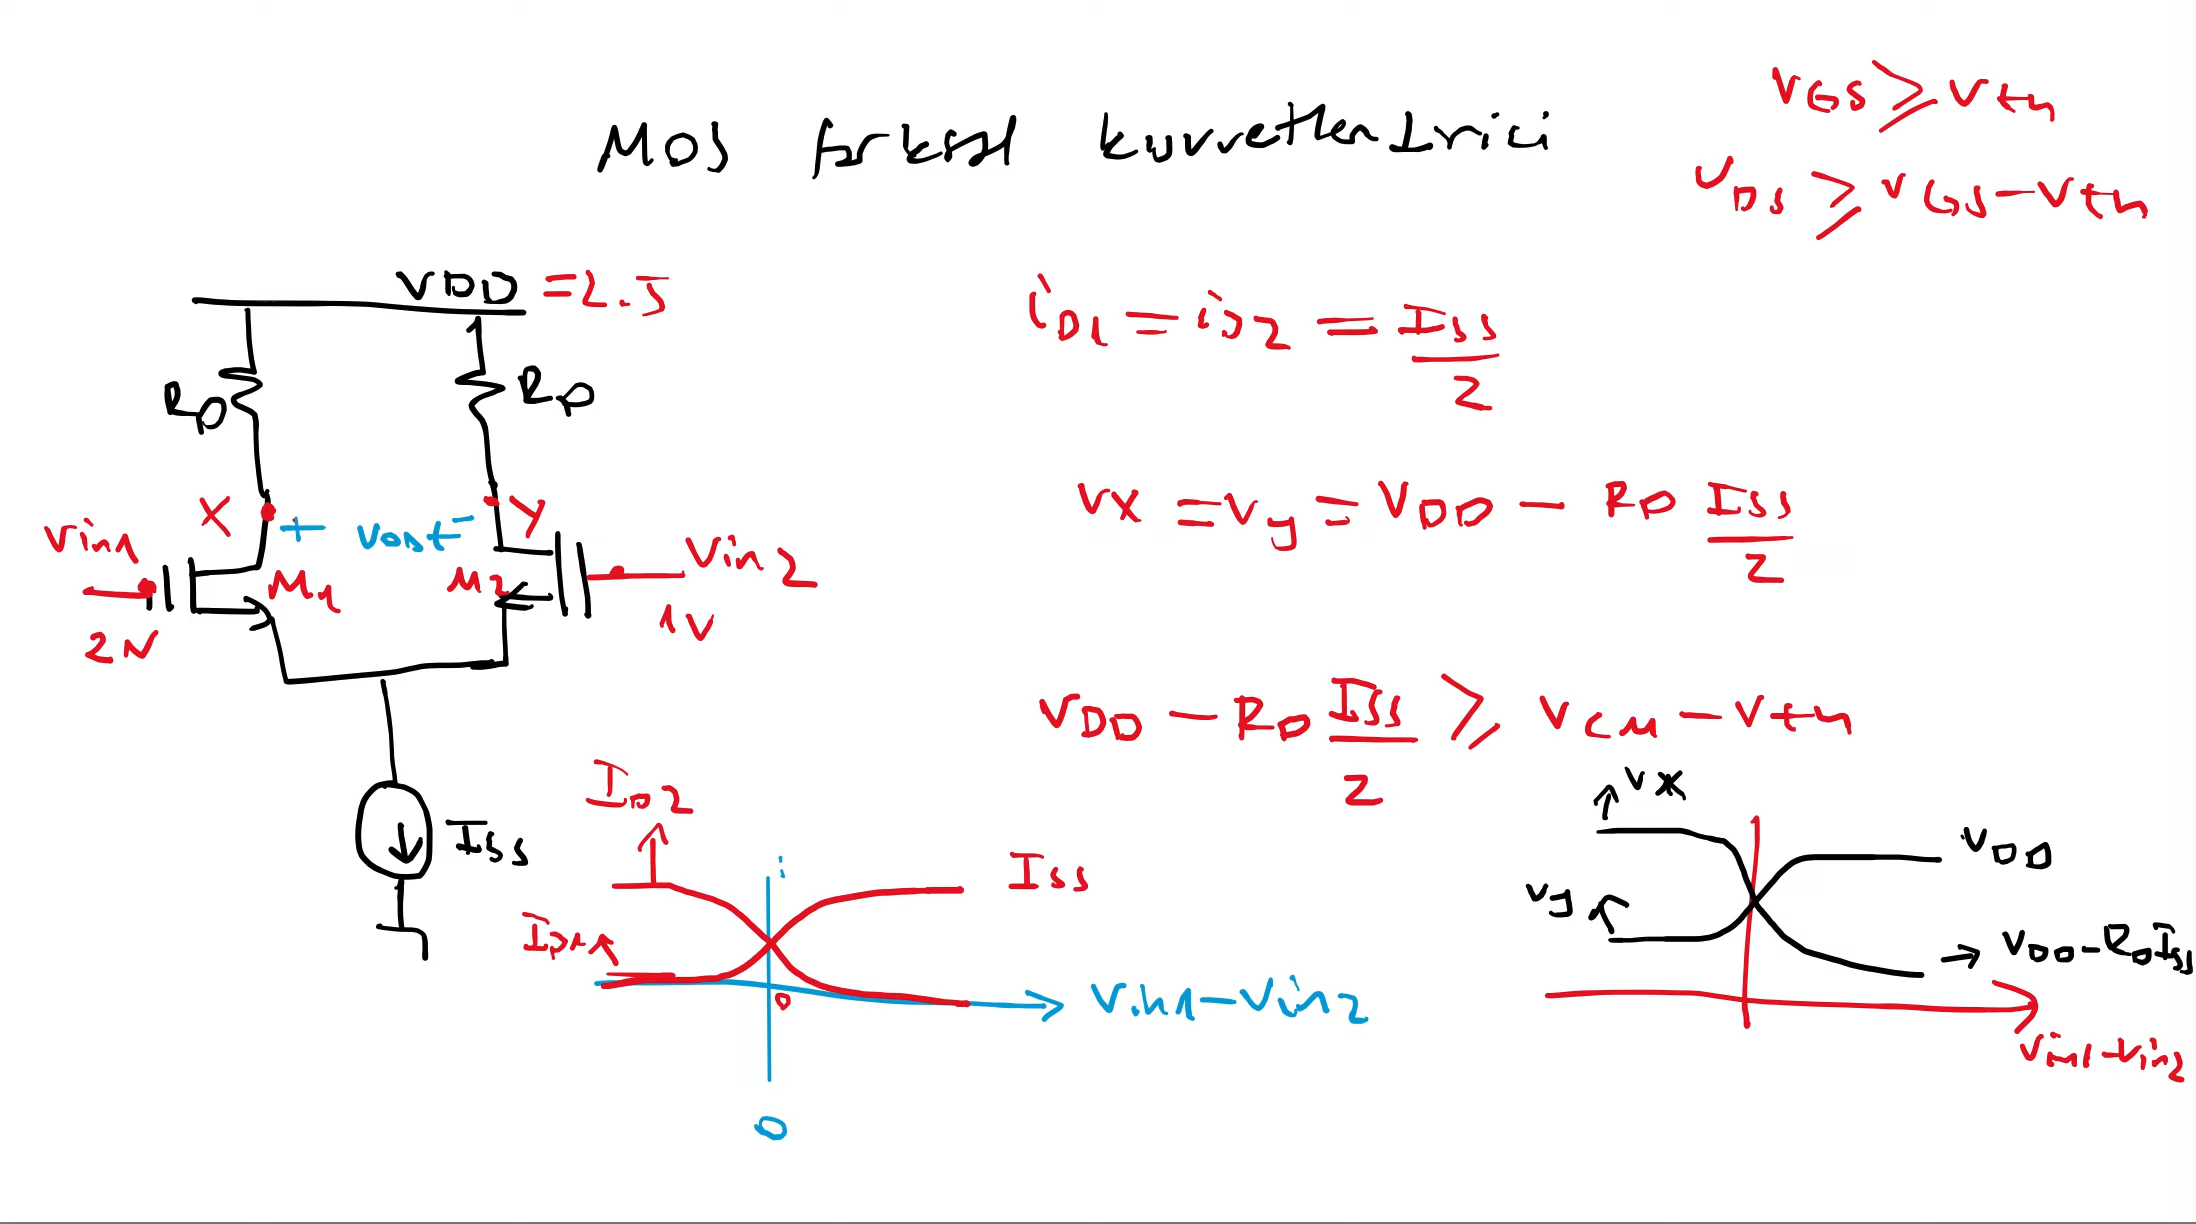 MOS farksal kuvvetlendirici
VGS ≥ Vth
VDS ≥ VGS - Vth
VDD = 2.5
RD
RD
iD1 = iD2 = ISS/2
X
+ Vout -
Y
Vin1
M1
M2
Vin2
2V
1V
VX = Vy = VDD - RD ISS/2
VDD - RD ISS/2 ≥ VCM - Vth
ISS
ID2
i
ISS
ID1
0
Vin1 - Vin2
0
VX
VDD
Vy
→ VDD - RD ISS
Vin1 - Vin2